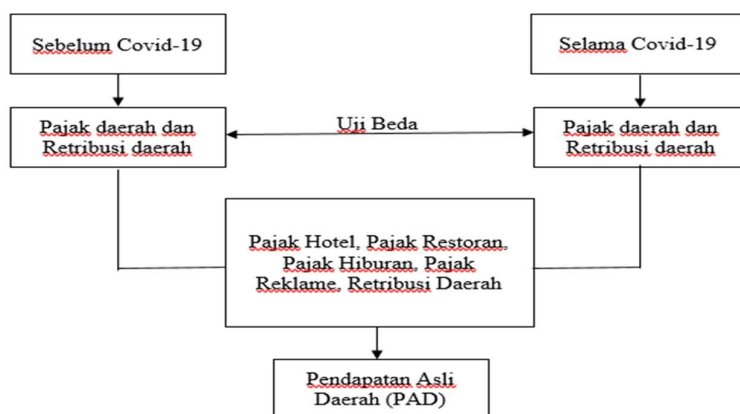 Sebelum Covid-19
Selama Covid-19
Pajak daerah dan
Retribusi daerah
Uji Beda
Pajak daerah dan
Retribusi daerah
Pajak Hotel, Pajak Restoran,
Pajak Hiburan, Pajak
Reklame, Retribusi Daerah
Pendapatan Asli
Daerah (PAD)